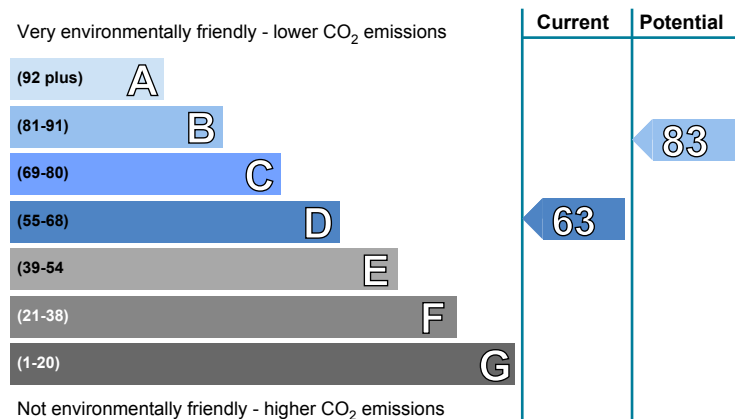 Very environmentally friendly - lower CO₂ emissions
Current
Potential
(92 plus) A
(81-91) B
(69-80) C
(55-68) D
(39-54 E
(21-38) F
(1-20) G
83
63
Not environmentally friendly - higher CO₂ emissions